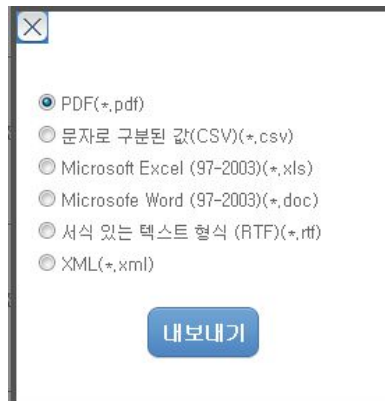 PDF(*.pdf)
문자로 구분된 값(CSV)(*.csv)
Microsoft Excel (97-2003)(*.xls)
Microsofe Word (97-2003)(*.doc)
서식 있는 텍스트 형식 (RTF)(*.rtf)
XML(*.xml)
내보내기